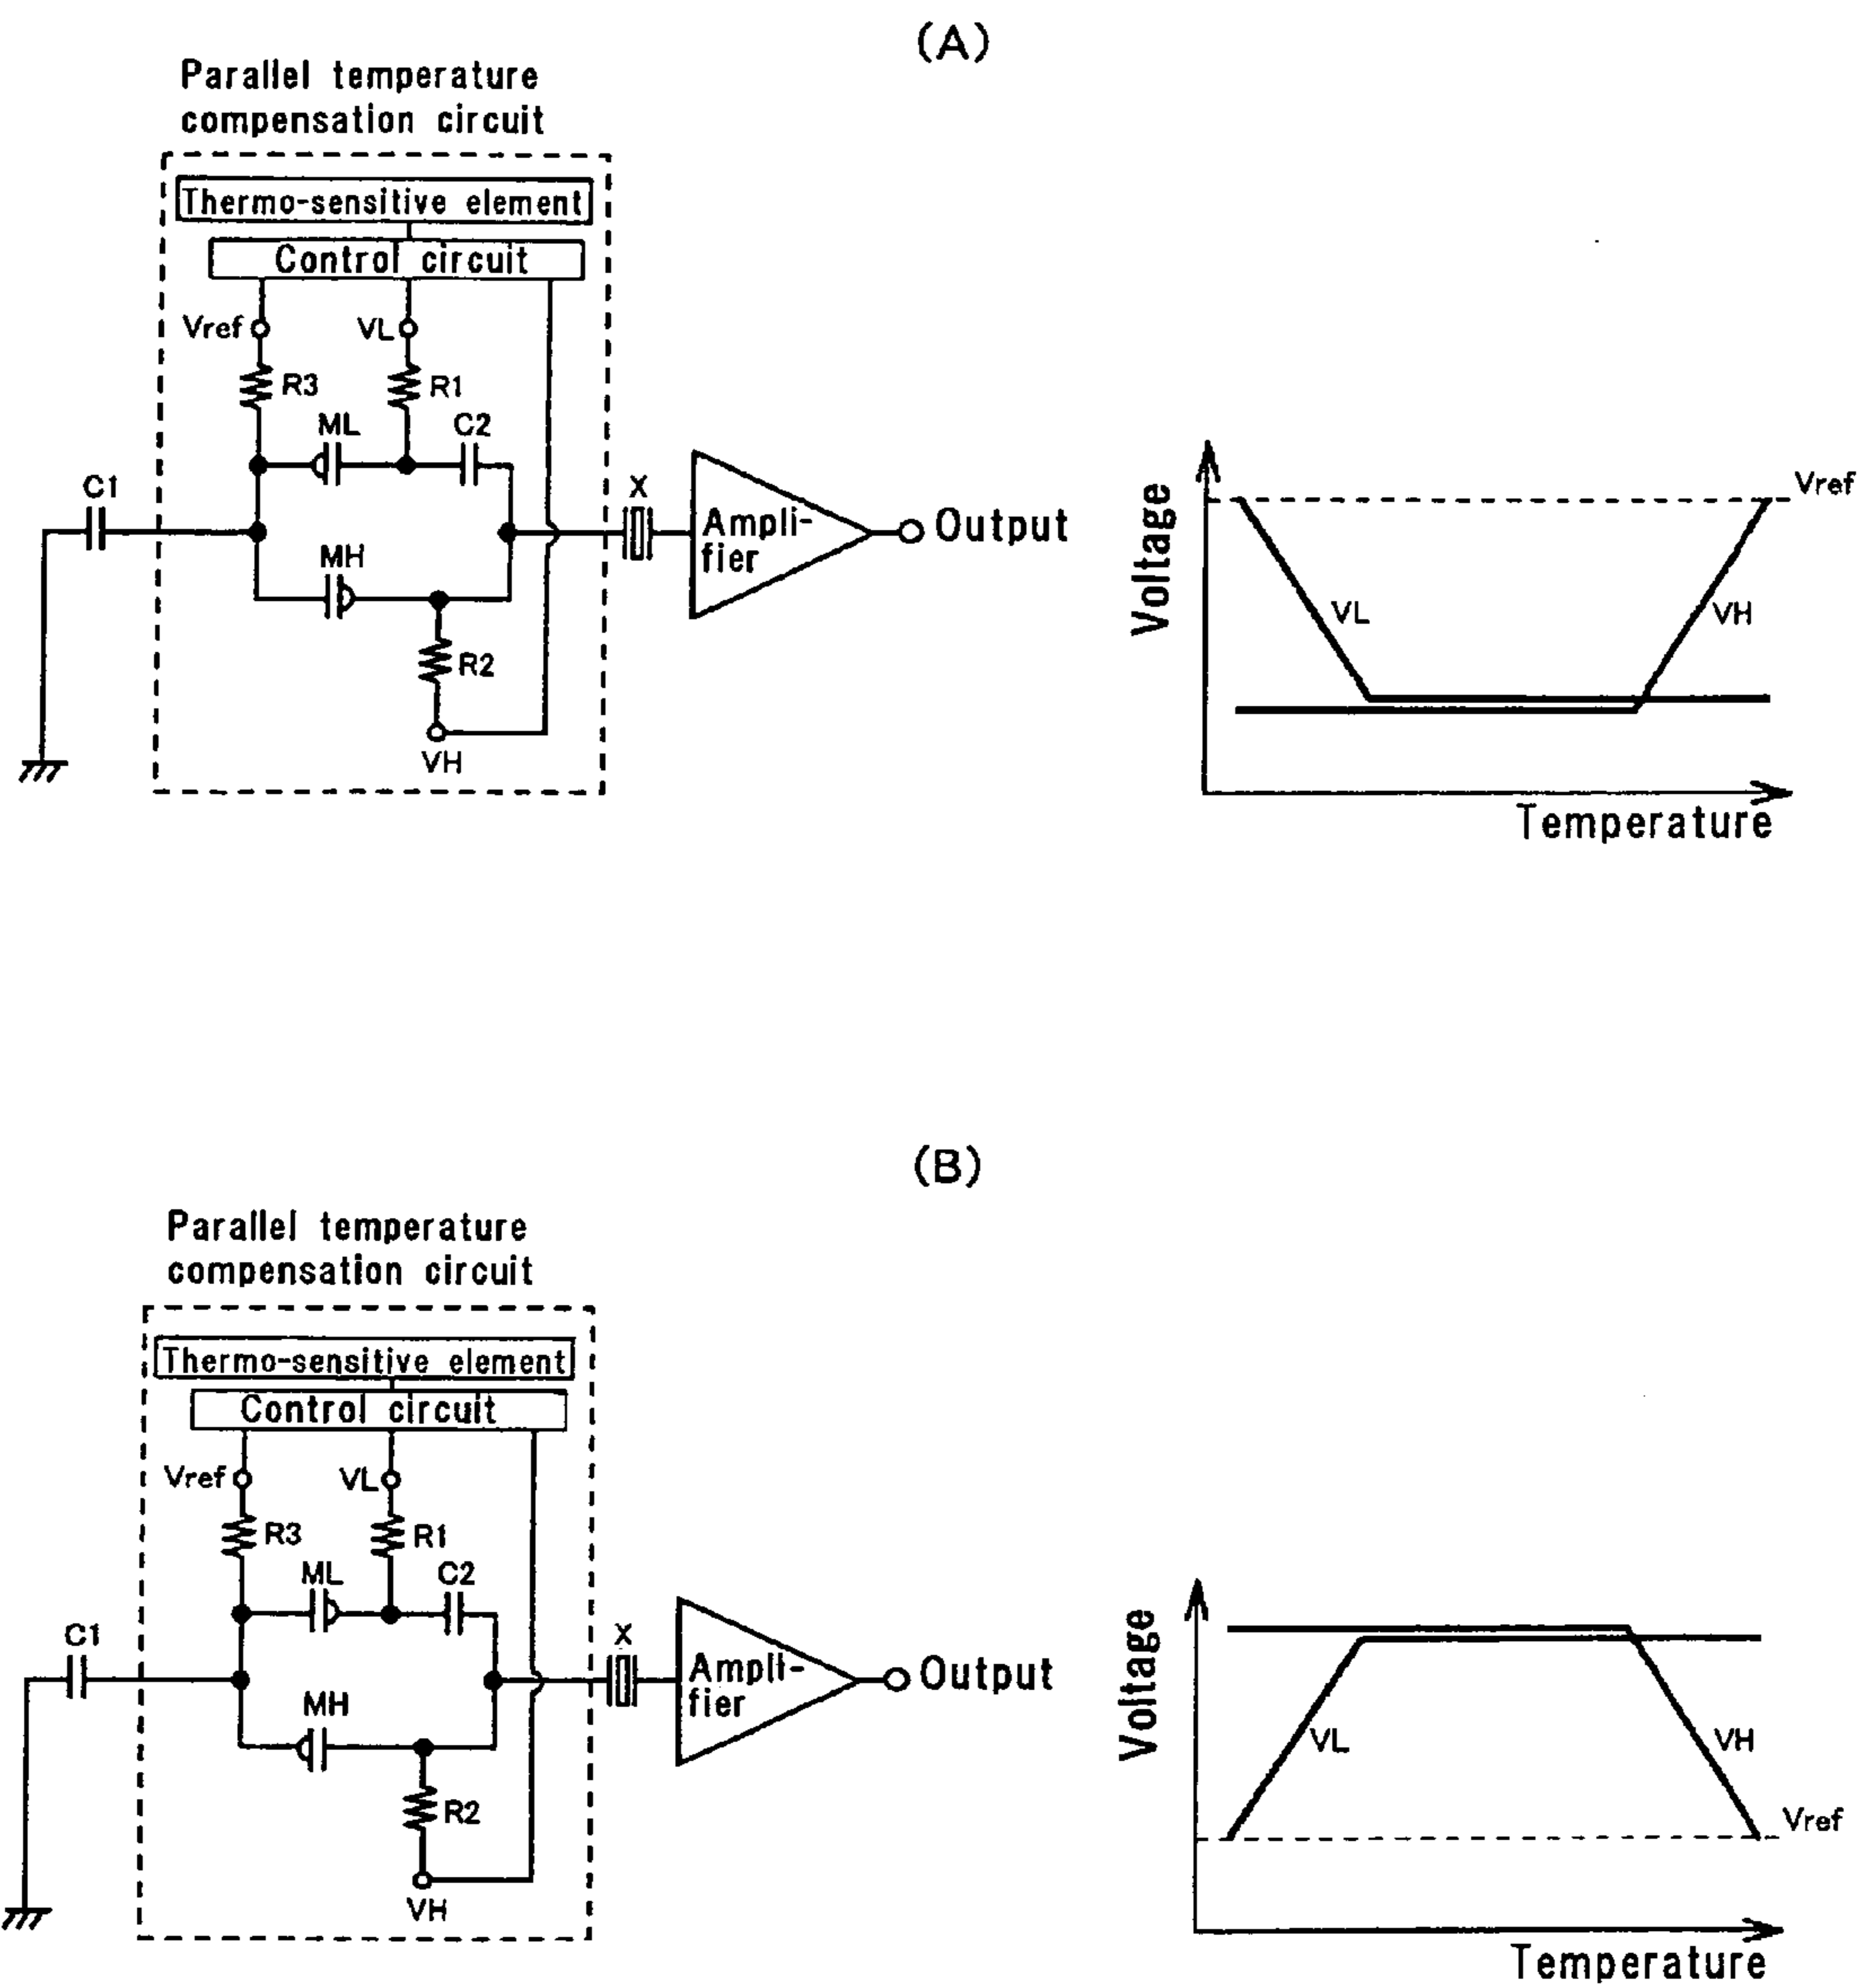 (A)
Parallel temperature
compensation circuit
Thermo-sensitive element
Control circuit
Vref
VL
R3
R1
ML
C2
C1
X
Ampli-
fier
Output
MH
R2
VH
Voltage
Vref
VL
VH
Temperature
(B)
Parallel temperature
compensation circuit
Thermo-sensitive element
Control circuit
Vref
VL
R3
R1
ML
C2
C1
X
Ampli-
fier
Output
MH
R2
VH
Voltage
VL
VH
Vref
Temperature